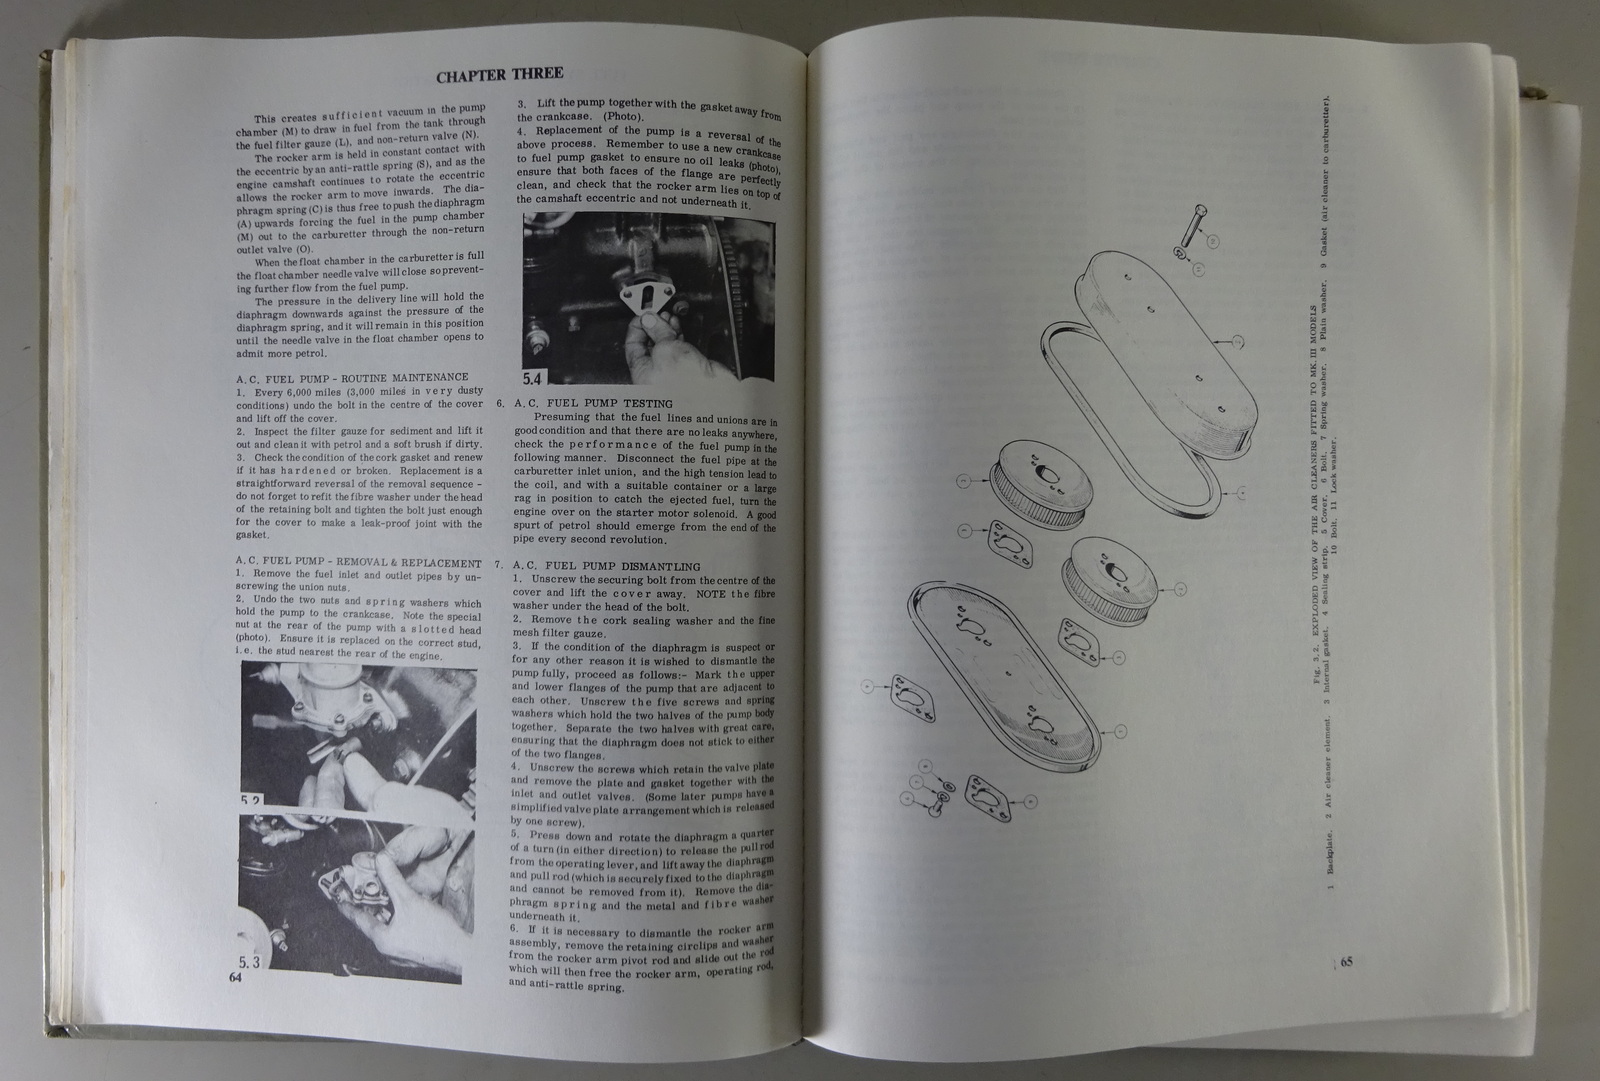 CHAPTER THREE
This creates sufficient vacuum in the pump
chamber (M) to draw in fuel from the tank through
the fuel filter gauze (L), and non-return valve (N).
The rocker arm is held in constant contact with
the eccentric by an anti-rattle spring (S), and as the
engine camshaft continues to rotate the eccentric
allows the rocker arm to move inwards. The dia-
phragm spring (C) is thus free to push the diaphragm
(A) upwards forcing the fuel in the pump chamber
(M) out to the carburetter through the non-return
outlet valve (O).
When the float chamber in the carburetter is full
the float chamber needle valve will close so prevent-
ing further flow from the fuel pump.
The pressure in the delivery line will hold the
diaphragm downwards against the pressure of the
diaphragm spring, and it will remain in this position
until the needle valve in the float chamber opens to
admit more petrol.
A.C. FUEL PUMP - ROUTINE MAINTENANCE
1. Every 6,000 miles (3,000 miles in very dusty
conditions) undo the bolt in the centre of the cover
and lift off the cover.
2. Inspect the filter gauze for sediment and lift it
out and clean it with petrol and a soft brush if dirty.
3. Check the condition of the cork gasket and renew
if it has hardened or broken. Replacement is a
straightforward reversal of the removal sequence -
do not forget to refit the fibre washer under the head
of the retaining bolt and tighten the bolt just enough
for the cover to make a leak-proof joint with the
gasket.
A.C. FUEL PUMP - REMOVAL & REPLACEMENT
1. Remove the fuel inlet and outlet pipes by un-
screwing the union nuts.
2. Undo the two nuts and spring washers which
hold the pump to the crankcase. Note the special
nut at the rear of the pump with a slotted head
(photo). Ensure it is replaced on the correct stud,
i.e. the stud nearest the rear of the engine.
5.2
5.3
64
3. Lift the pump together with the gasket away from
the crankcase. (Photo).
4. Replacement of the pump is a reversal of the
above process. Remember to use a new crankcase
to fuel pump gasket to ensure no oil leaks (photo),
ensure that both faces of the flange are perfectly
clean, and check that the rocker arm lies on top of
the camshaft eccentric and not underneath it.
5.4
6. A.C. FUEL PUMP TESTING
Presuming that the fuel lines and unions are in
good condition and that there are no leaks anywhere,
check the performance of the fuel pump in the
following manner. Disconnect the fuel pipe at the
carburetter inlet union, and the high tension lead to
the coil, and with a suitable container or a large
rag in position to catch the ejected fuel, turn the
engine over on the starter motor solenoid. A good
spurt of petrol should emerge from the end of the
pipe every second revolution.
7. A.C. FUEL PUMP DISMANTLING
1. Unscrew the securing bolt from the centre of the
cover and lift the cover away. NOTE the fibre
washer under the head of the bolt.
2. Remove the cork sealing washer and the fine
mesh filter gauze.
3. If the condition of the diaphragm is suspect or
for any other reason it is wished to dismantle the
pump fully, proceed as follows:- Mark the upper
and lower flanges of the pump that are adjacent to
each other. Unscrew the five screws and spring
washers which hold the two halves of the pump body
together. Separate the two halves with great care,
ensuring that the diaphragm does not stick to either
of the two flanges.
4. Unscrew the screws which retain the valve plate
and remove the plate and gasket together with the
inlet and outlet valves. (Some later pumps have a
simplified valve plate arrangement which is released
by one screw).
5. Press down and rotate the diaphragm a quarter
of a turn (in either direction) to release the pull rod
from the operating lever, and lift away the diaphragm
and pull rod (which is securely fixed to the diaphragm
and cannot be removed from it). Remove the dia-
phragm spring and the metal and fibre washer
underneath it.
6. If it is necessary to dismantle the rocker arm
assembly, remove the retaining circlips and washer
from the rocker arm pivot rod and slide out the rod
which will then free the rocker arm, operating rod,
and anti-rattle spring.
Fig. 3.2. EXPLODED VIEW OF THE AIR CLEANERS FITTED TO MK. III MODELS
1 Backplate. 2 Air cleaner element. 3 Internal gasket. 4 Sealing strip. 5 Cover. 6 Bolt. 7 Spring washer. 8 Plain washer. 9 Gasket (air cleaner to carburetter).
10 Bolt. 11 Lock washer.
65